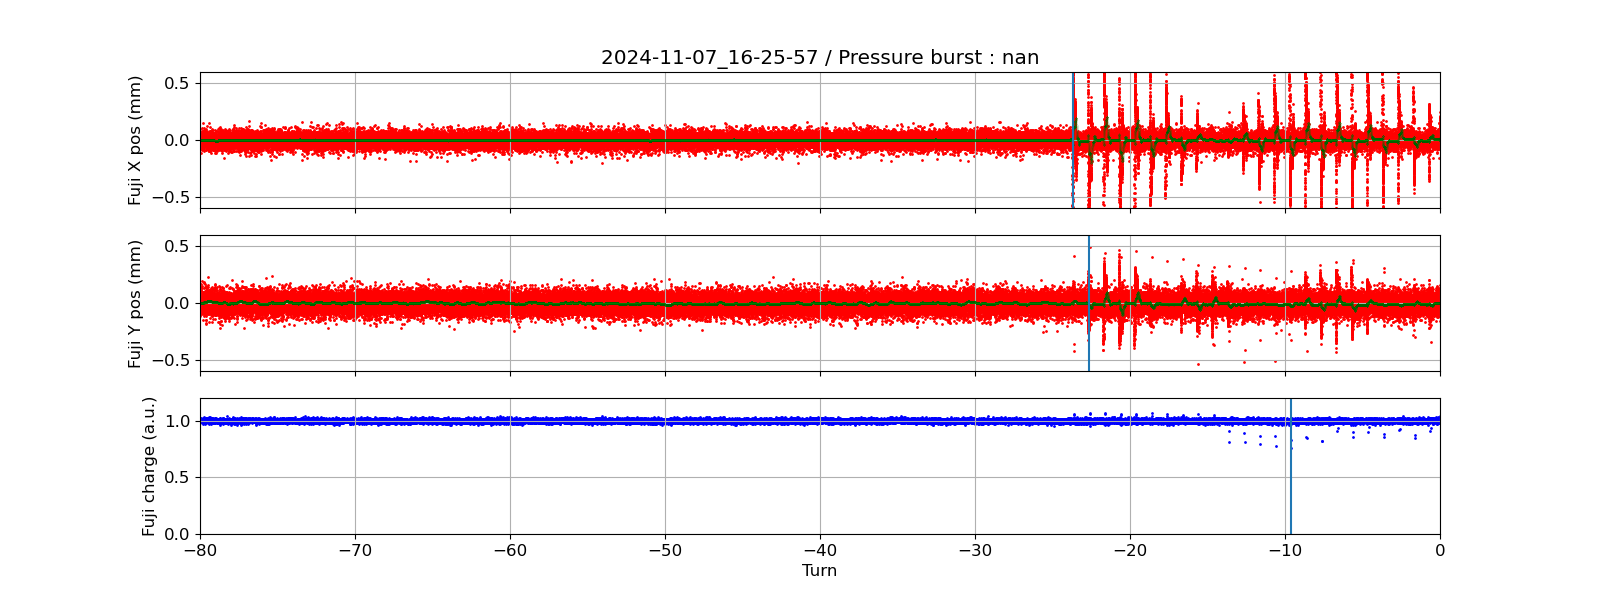 2024-11-07_16-25-57 / Pressure burst : nan
Fuji X pos (mm)
0.5
0.0
−0.5
Fuji Y pos (mm)
0.5
0.0
−0.5
Fuji charge (a.u.)
1.0
0.5
0.0
−80 −70 −60 −50 −40 −30 −20 −10 0
Turn